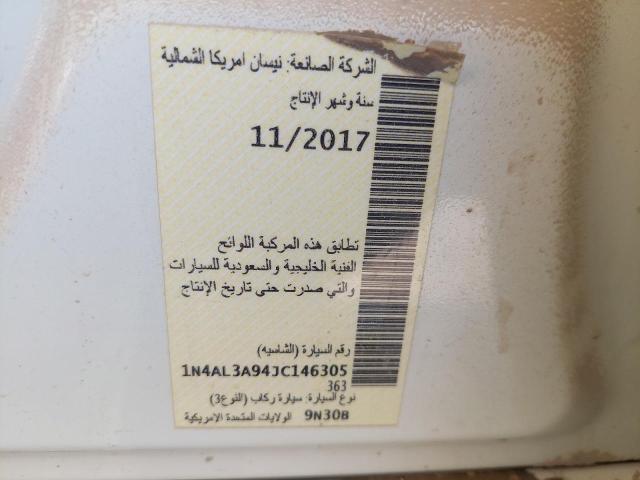 الشركة الصانعة: نيسان امريكا الشمالية
سنة وشهر الإنتاج
11/2017
تطابق هذه المركبة اللوائح
الفنية الخليجية والسعودية للسيارات
والتي صدرت حتى تاريخ الإنتاج
رقم السيارة (الشاسيه)
1N4AL3A94JC146305
363
نوع السيارة: سيارة ركاب (النوع3)
9N30B الولايات المتحدة الامريكية